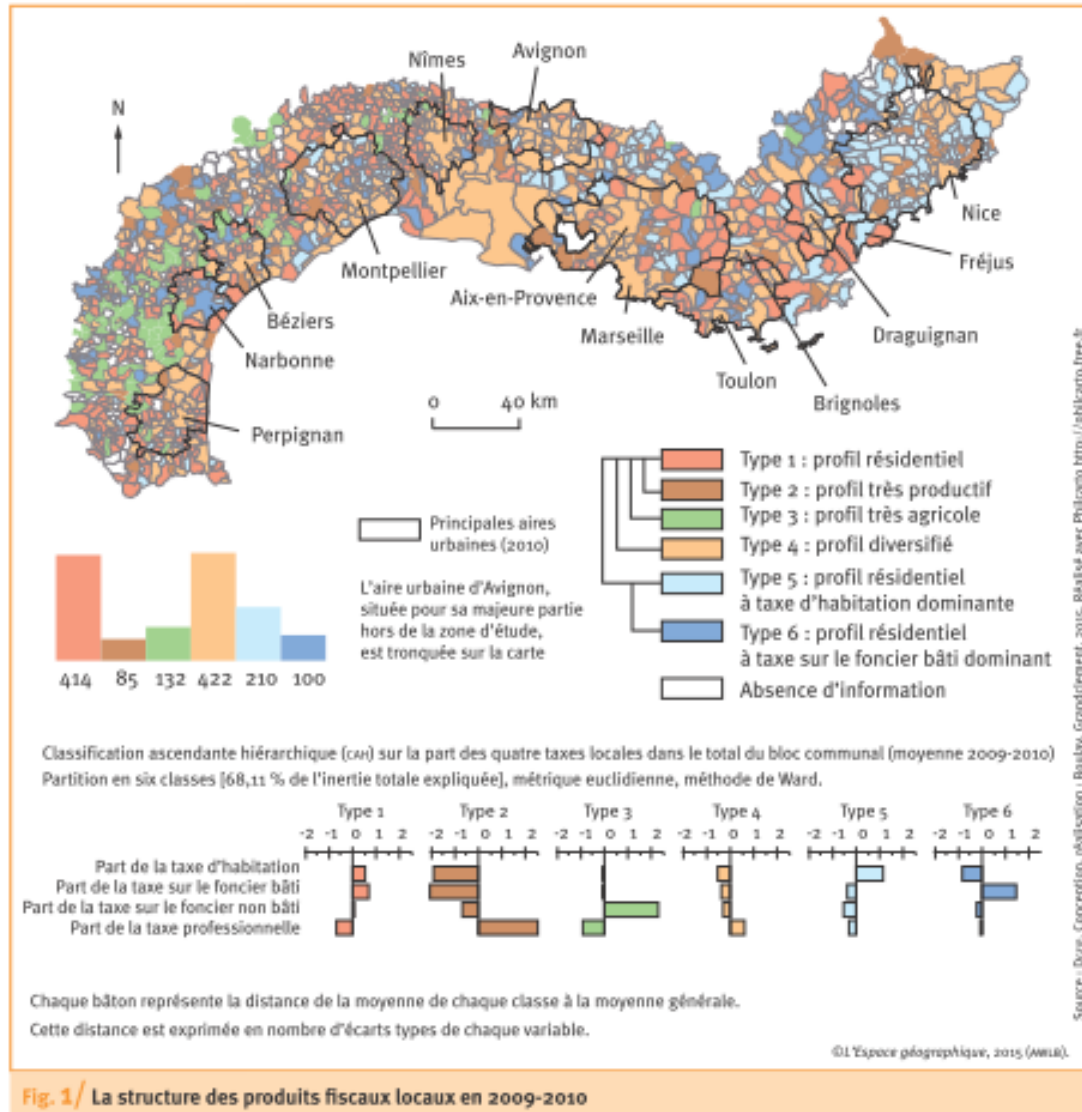 Nîmes
Avignon
N
Nice
Fréjus
Montpellier
Aix-en-Provence
Béziers
Marseille
Draguignan
Narbonne
Toulon
Brignoles
0 40 km
Perpignan
Principales aires
urbaines (2010)
L'aire urbaine d'Avignon,
située pour sa majeure partie
hors de la zone d'étude,
est tronquée sur la carte
Type 1 : profil résidentiel
Type 2 : profil très productif
Type 3 : profil très agricole
Type 4 : profil diversifié
Type 5 : profil résidentiel
à taxe d'habitation dominante
Type 6 : profil résidentiel
à taxe sur le foncier bâti dominant
Absence d'information
414 85 132 422 210 100
Classification ascendante hiérarchique (CAH) sur la part des quatre taxes locales dans le total du bloc communal (moyenne 2009-2010)
Partition en six classes [68,11 % de l'inertie totale expliquée], métrique euclidienne, méthode de Ward.
Type 1 Type 2 Type 3 Type 4 Type 5 Type 6
-2 -1 0 1 2 -2 -1 0 1 2 -2 -1 0 1 2 -2 -1 0 1 2 -2 -1 0 1 2 -2 -1 0 1 2
Part de la taxe d'habitation
Part de la taxe sur le foncier bâti
Part de la taxe sur le foncier non bâti
Part de la taxe professionnelle
Chaque bâton représente la distance de la moyenne de chaque classe à la moyenne générale.
Cette distance est exprimée en nombre d'écarts types de chaque variable.
©L'Espace géographique, 2015 (AWLB).
Conception, réalisation : 2015. Réalisé avec Philcarto http://philcarto.free.fr
Fig. 1/ La structure des produits fiscaux locaux en 2009-2010